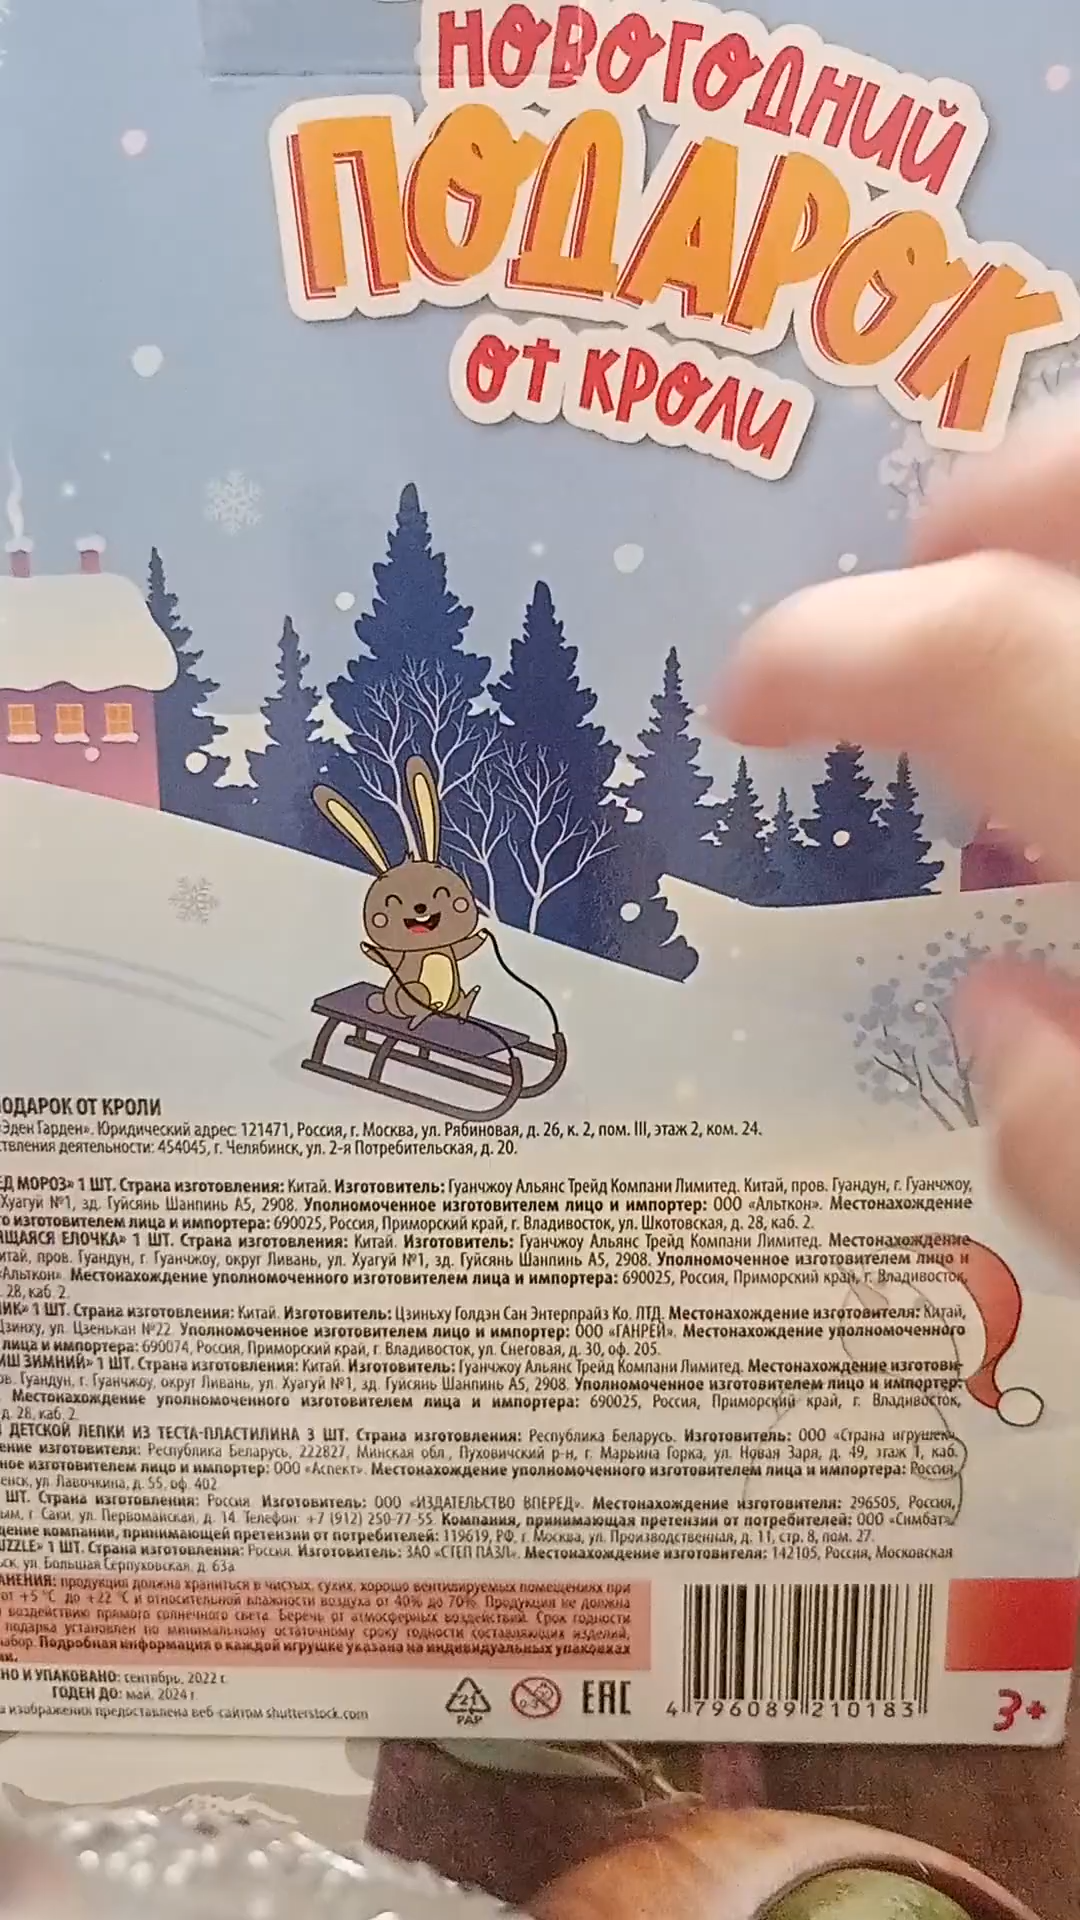 НОВОГОДНИЙ
ПОДАРОК
ОТ КРОЛИ
ПОДАРОК ОТ КРОЛИ
«Эден Гарден». Юридический адрес: 121471, Россия, г. Москва, ул. Рябиновая, д. 26, к. 2, пом. III, этаж 2, ком. 24.
деятельности: 454045, г. Челябинск, ул. 2-я Потребительская, д. 20.
МОРОЗ» 1 ШТ. Страна изготовления: Китай. Изготовитель: Гуанчжоу Альянс Трейд Компани Лимитед. Китай, пров. Гуандун, г. Гуанчжоу,
Хуагуй №1, зд. Гуйсянь Шанпинь А5, 2908. Уполномоченное изготовителем лицо и импортер: ООО «Альткон». Местонахождение
изготовителем лица и импортера: 690025, Россия, Приморский край, г. Владивосток, ул. Шкотовская, д. 28, каб. 2.
ЕЛОЧКА» 1 ШТ. Страна изготовления: Китай. Изготовитель: Гуанчжоу Альянс Трейд Компани Лимитед. Местонахождение
пров. Гуандун, г. Гуанчжоу, округ Ливань, ул. Хуагуй №1, зд. Гуйсянь Шанпинь А5, 2908. Уполномоченное изготовителем лицо и
«Альткон». Местонахождение уполномоченного изготовителем лица и импортера: 690025, Россия, Приморский край, г. Владивосток,
28, каб. 2.
1 ШТ. Страна изготовления: Китай. Изготовитель: Цзиньху Голдэн Сан Энтерпрайз Ко. ЛТД. Местонахождение изготовителя: Китай,
ул. Цзенькан №22. Уполномоченное изготовителем лицо и импортер: ООО «ГАНРЕЙ». Местонахождение уполномоченного
лица и импортера: 690074, Россия, Приморский край, г. Владивосток, ул. Снеговая, д. 30, оф. 205.
ЗИМНИЙ» 1 ШТ. Страна изготовления: Китай. Изготовитель: Гуанчжоу Альянс Трейд Компани Лимитед. Местонахождение изготови-
Гуандун, г. Гуанчжоу, округ Ливань, ул. Хуагуй №1, зд. Гуйсянь Шанпинь А5, 2908. Уполномоченное изготовителем лицо и импортер:
Местонахождение уполномоченного изготовителем лица и импортера: 690025, Россия, Приморский край, г. Владивосток,
д. 28, каб. 2.
ДЕТСКОЙ ЛЕПКИ ИЗ ТЕСТА-ПЛАСТИЛИНА 3 ШТ. Страна изготовления: Республика Беларусь. Изготовитель: ООО «Страна игрушек».
изготовителя: Республика Беларусь, 222827, Минская обл., Пуховичский р-н, г. Марьина Горка, ул. Новая Заря, д. 49, этаж 1, каб.
изготовителем лицо и импортер: ООО «Аспект». Местонахождение уполномоченного изготовителем лица и импортера: Россия,
ул. Лавочкина, д. 55, оф. 402.
ШТ. Страна изготовления: Россия. Изготовитель: ООО «ИЗДАТЕЛЬСТВО ВПЕРЕД». Местонахождение изготовителя: 296505, Россия,
г. Саки, ул. Первомайская, д. 14. Телефон: +7 (912) 250-77-55. Компания, принимающая претензии от потребителей: ООО «Симбат»,
компании, принимающей претензии от потребителей: 119619, РФ, г. Москва, ул. Производственная, д. 11, стр. 8, пом. 27.
1 ШТ. Страна изготовления: Россия. Изготовитель: ЗАО «СТЕП ПАЗЛ». Местонахождение изготовителя: 142105, Россия, Московская
ул. Большая Серпуховская, д. 63а
продукция должна храниться в чистых, сухих, хорошо вентилируемых помещениях при
от +5 °С до +22 °С и относительной влажности воздуха от 40% до 70%. Продукция не должна
воздействию прямого солнечного света. Беречь от атмосферных воздействий. Срок годности
подарка установлен по минимальному остаточному сроку годности составляющих изделий,
набор. Подробная информация о каждой игрушке указана на индивидуальных упаковках
И УПАКОВАНО: сентябрь, 2022 г.
ГОДЕН ДО: май, 2024 г.
изображения предоставлена веб-сайтом shutterstock.com
21
PAP
0-3
EAC
4 796089 210183
3+